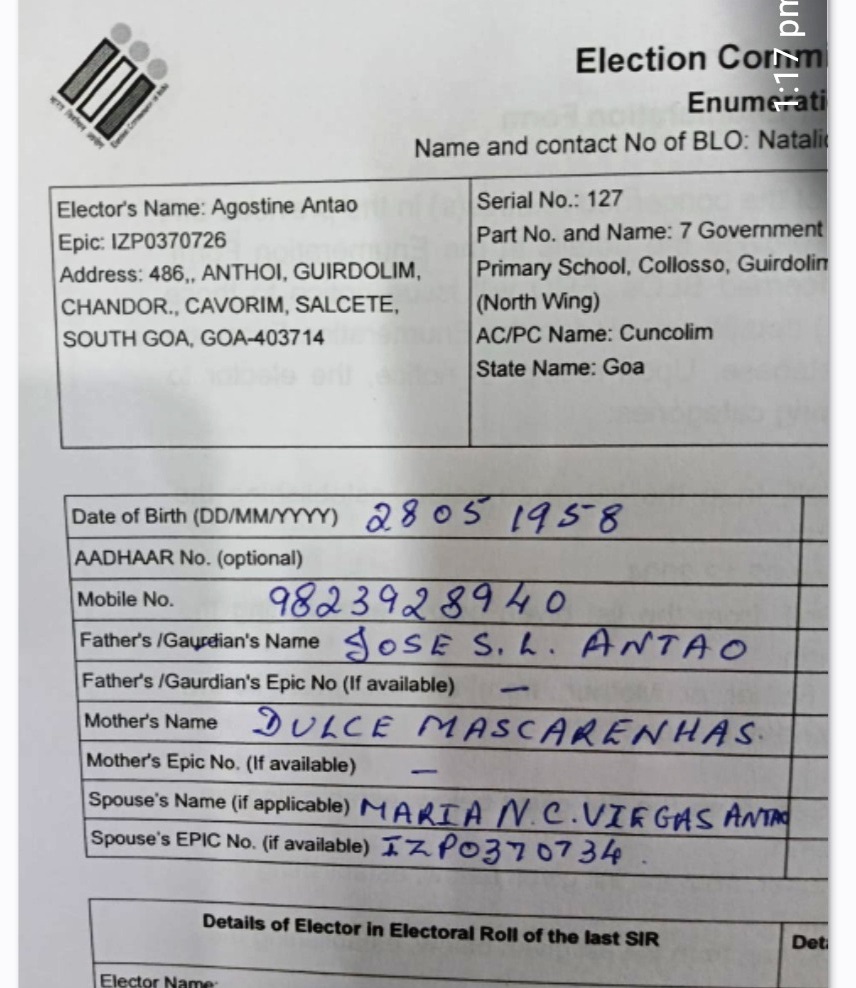 1:17 pm
Election Commi
Enumerati
Name and contact No of BLO: Natali
Elector's Name: Agostine Antao
Epic: IZP0370726
Address: 486,, ANTHOI, GUIRDOLIM,
CHANDOR., CAVORIM, SALCETE,
SOUTH GOA, GOA-403714
Serial No.: 127
Part No. and Name: 7 Government
Primary School, Collosso, Guirdolim
(North Wing)
AC/PC Name: Cuncolim
State Name: Goa
Date of Birth (DD/MM/YYYY) 28 05 1958
AADHAAR No. (optional)
Mobile No. 9823928940
Father's /Gaurdian's Name JOSE S. L. ANTAO
Father's /Gaurdian's Epic No (If available) —
Mother's Name DULCE MASCARENHAS.
Mother's Epic No. (If available) —
Spouse's Name (if applicable) MARIA N.C. VIEGAS ANTAO
Spouse's EPIC No. (if available) IZP0370734.
Details of Elector in Electoral Roll of the last SIR
Deta
Elector Name: